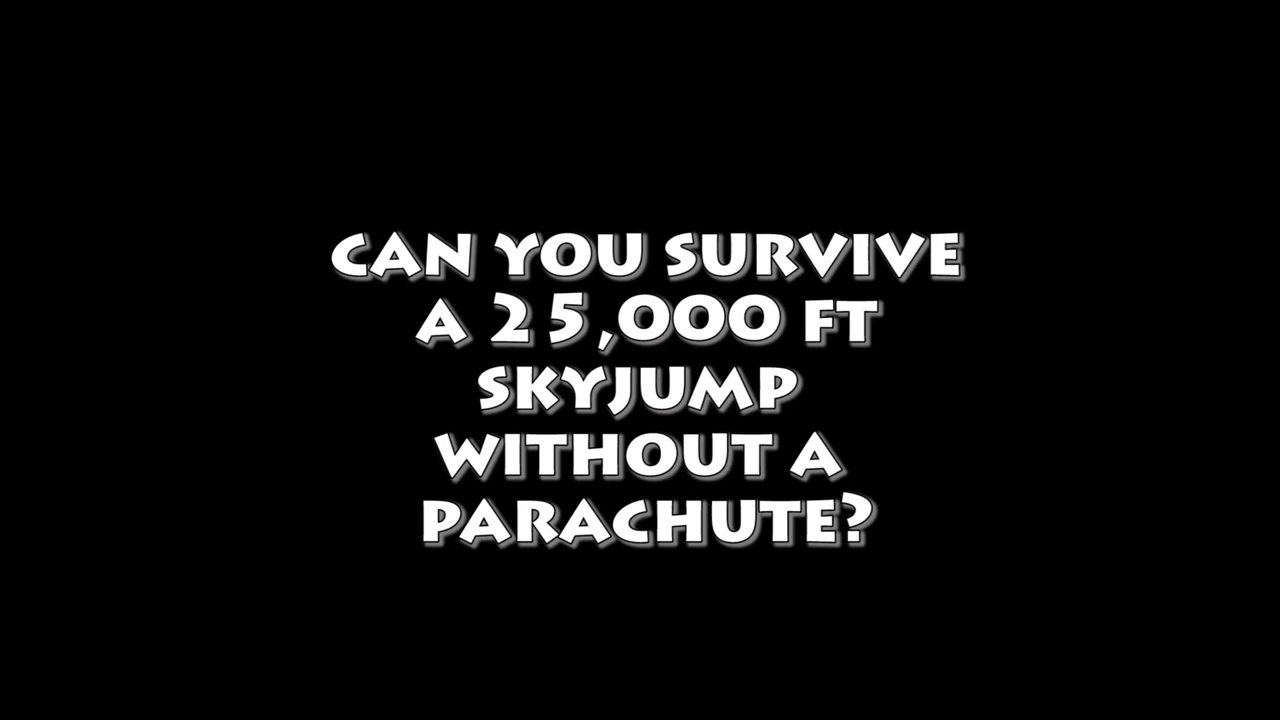 CAN YOU SURVIVE
A 25,000 FT
SKYJUMP
WITHOUT A
PARACHUTE?